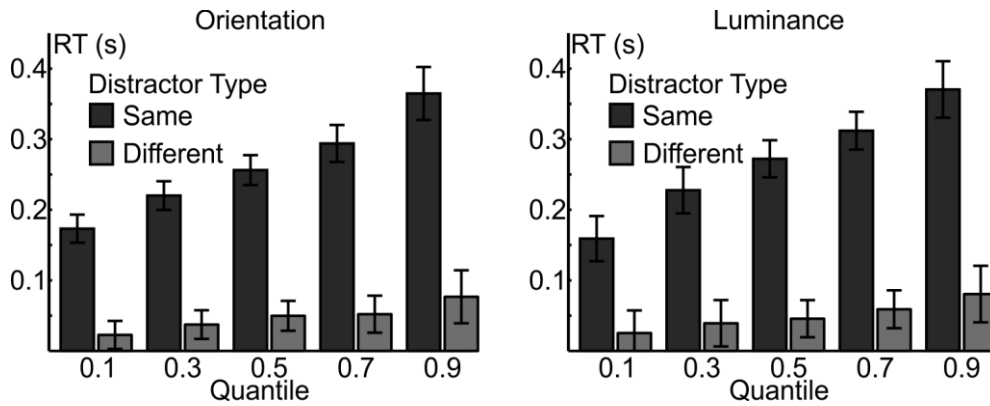 Orientation
RT (s)
0.4
0.3
0.2
0.1
Distractor Type
Same
Different
0.1 0.3 0.5 0.7 0.9
Quantile
Luminance
RT (s)
0.4
0.3
0.2
0.1
Distractor Type
Same
Different
0.1 0.3 0.5 0.7 0.9
Quantile